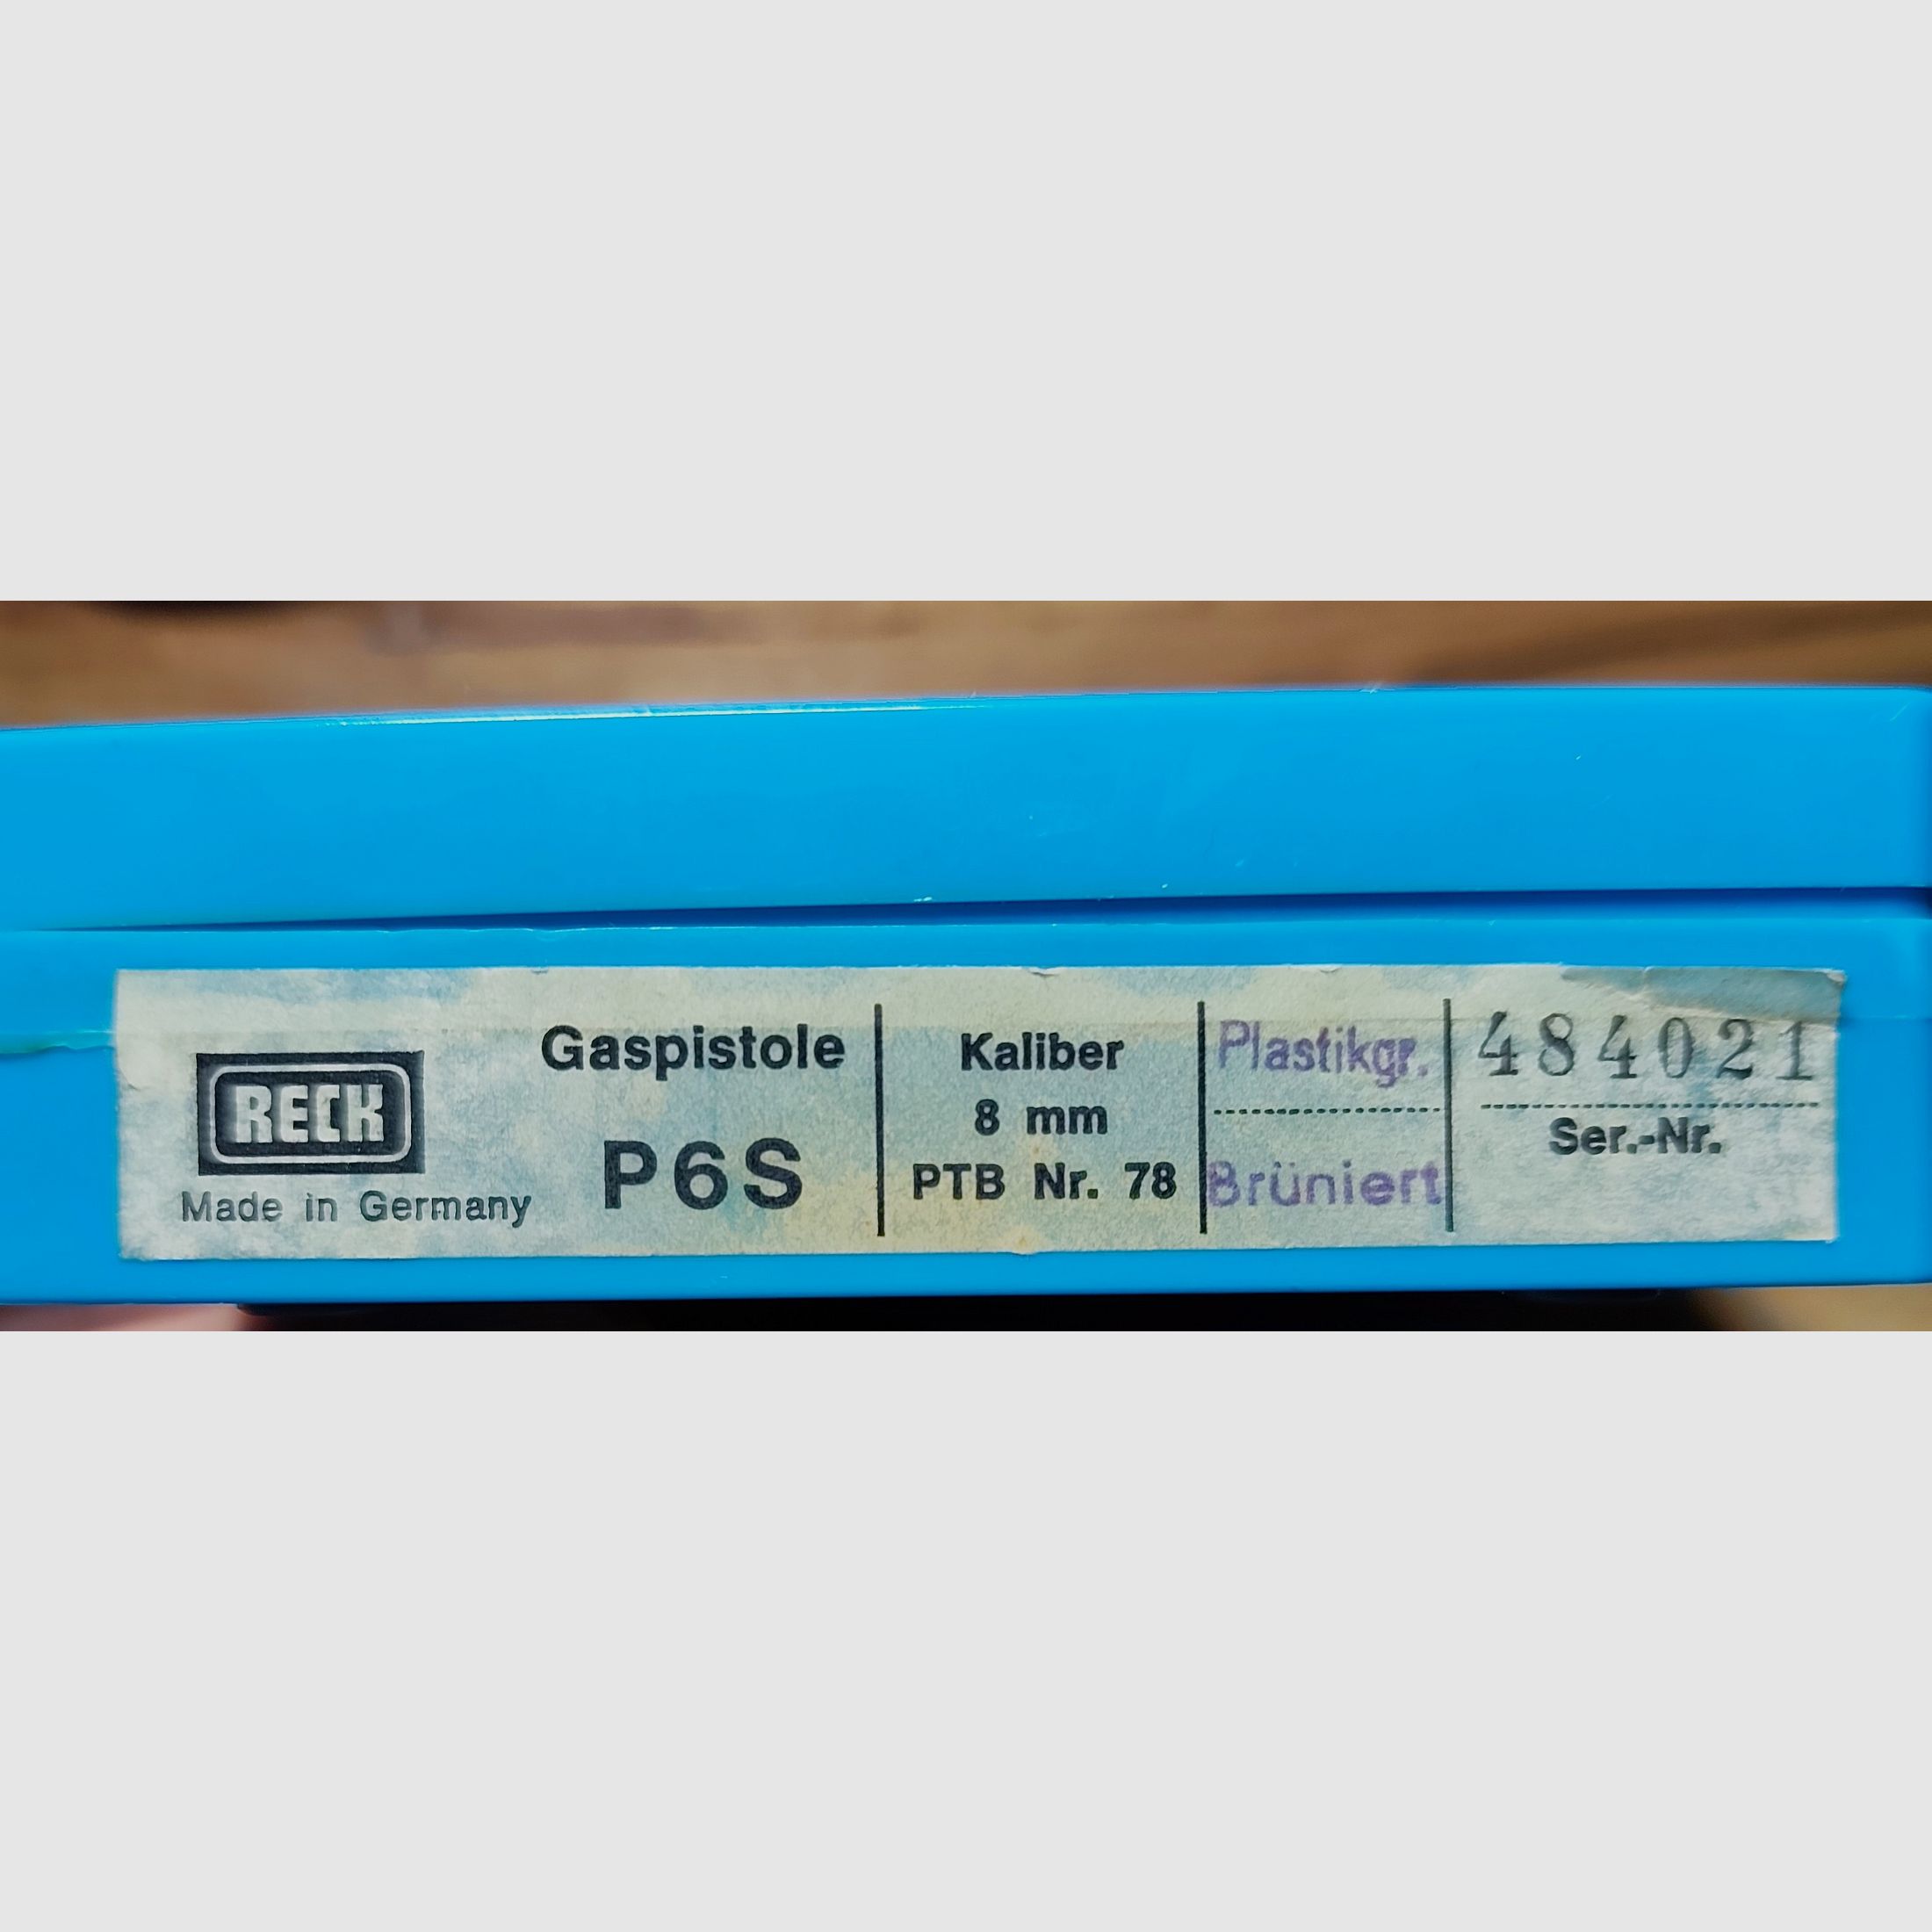 RECK
Made in Germany
Gaspistole
P6S
Kaliber
8 mm
PTB Nr. 78
Plastikgr.
Brüniert
484021
Ser.-Nr.